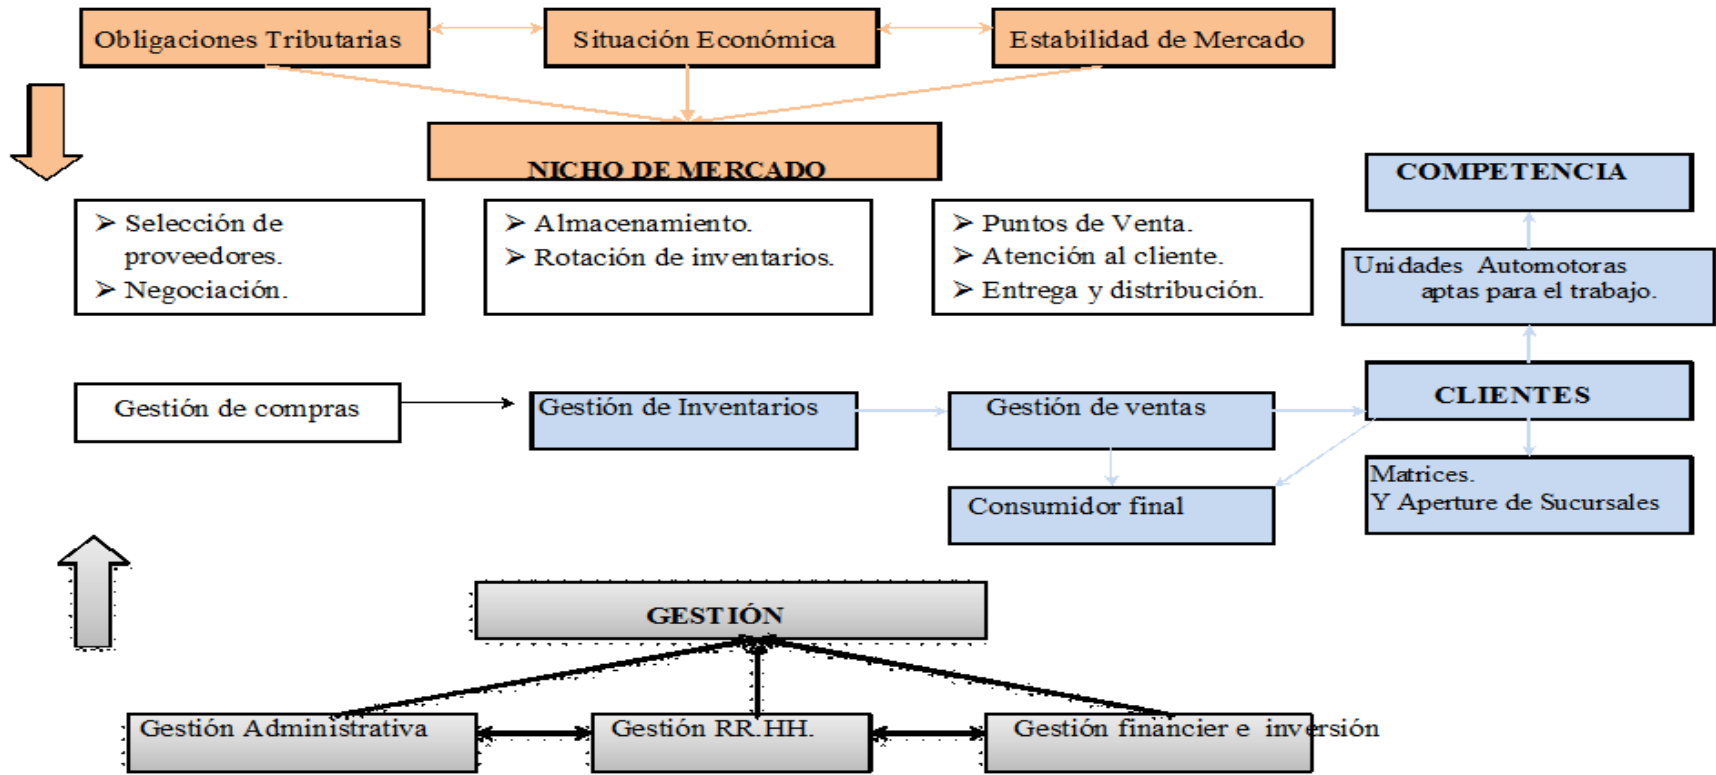 Obligaciones Tributarias
Situación Económica
Estabilidad de Mercado
NICHO DE MERCADO
COMPETENCIA
➢ Selección de
proveedores.
➢ Negociación.
➢ Almacenamiento.
➢ Rotación de inventarios.
➢ Puntos de Venta.
➢ Atención al cliente.
➢ Entrega y distribución.
Unidades Automotoras
aptas para el trabajo.
Gestión de compras
Gestión de Inventarios
Gestión de ventas
CLIENTES
Consumidor final
Matrices.
Y Aperture de Sucursales
GESTIÓN
Gestión Administrativa
Gestión RR.HH.
Gestión financier e inversión